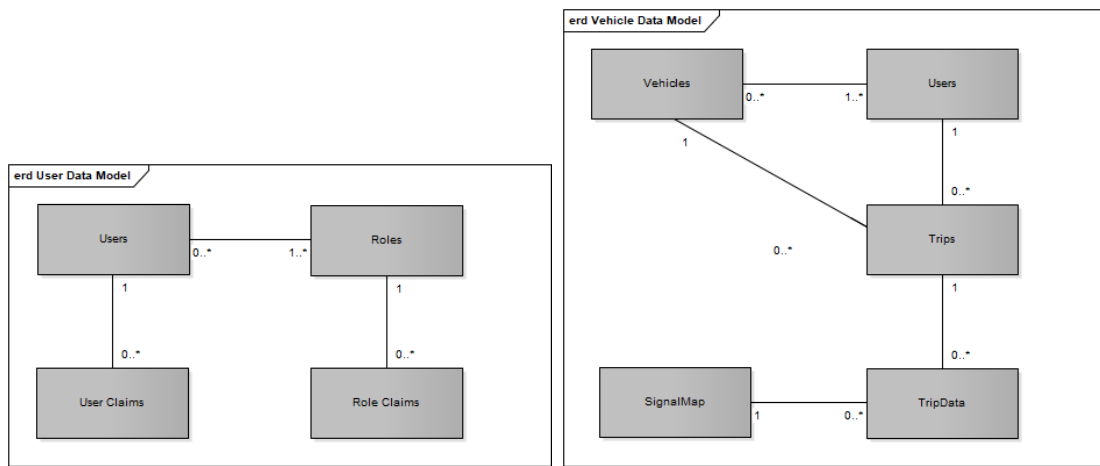 erd Vehicle Data Model
Vehicles
Users
0..*
1..*
1
1
0..*
0..*
Trips
1
0..*
SignalMap
TripData
1
0..*
erd User Data Model
Users
Roles
0..*
1..*
1
1
0..*
0..*
User Claims
Role Claims